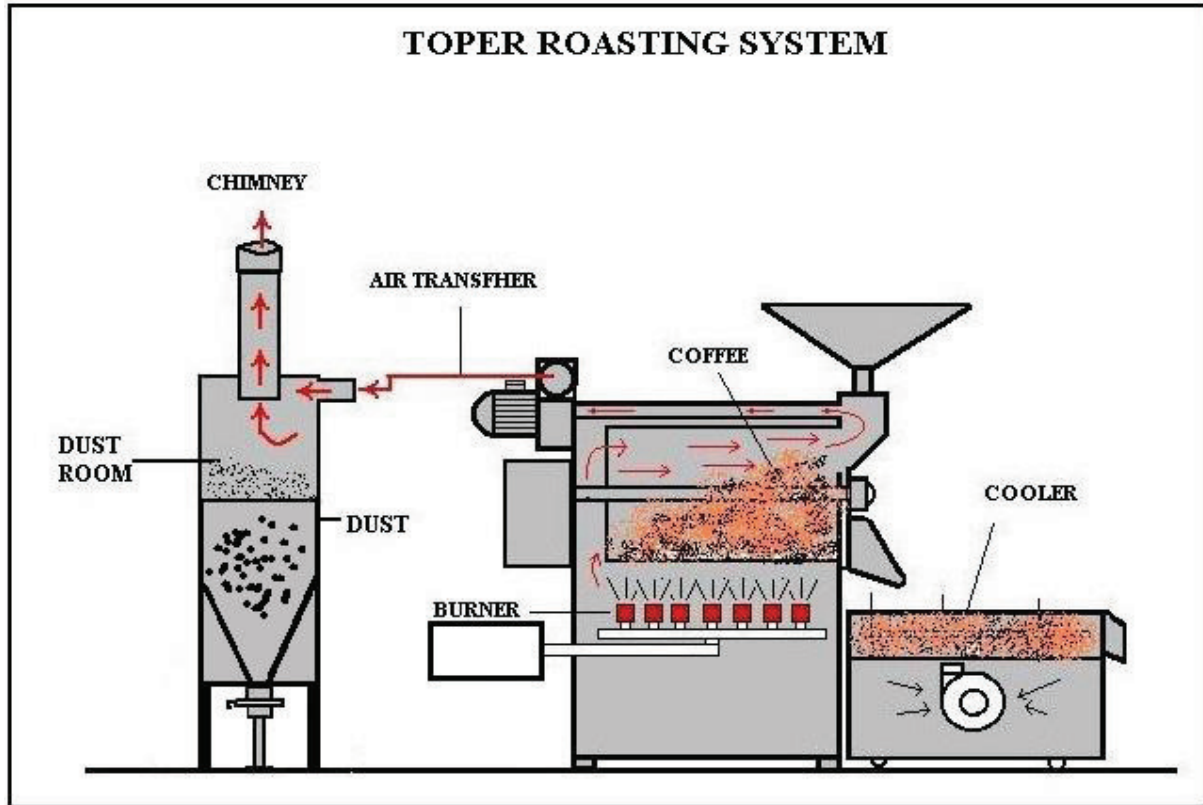 TOPER ROASTING SYSTEM
CHIMNEY
AIR TRANSFHER
COFFEE
DUST
ROOM
DUST
COOLER
BURNER